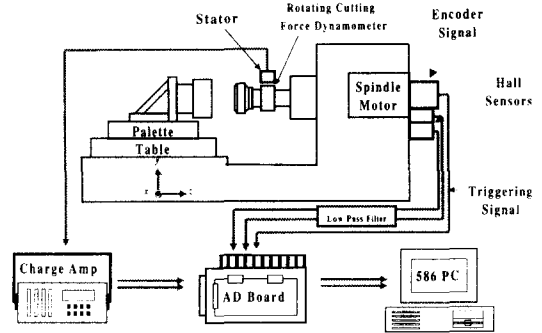 Stator
Rotating Cutting
Force Dynamometer
Encoder
Signal
Hall
Sensors
Spindle
Motor
Palette
Table
y
x
z
Triggering
Signal
Low Pass Filter
Charge Amp
AD Board
586 PC